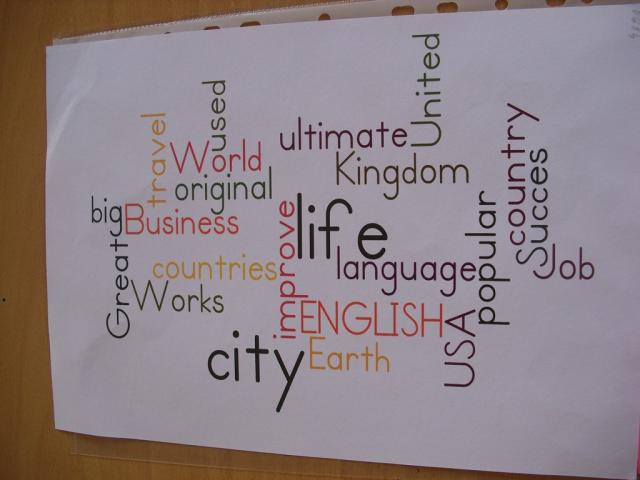 United
used
travel
ultimate
country
World
Kingdom
original
Succes
big
Business
improve
life
popular
Great
countries
language
Job
Works
ENGLISH
USA
city
Earth